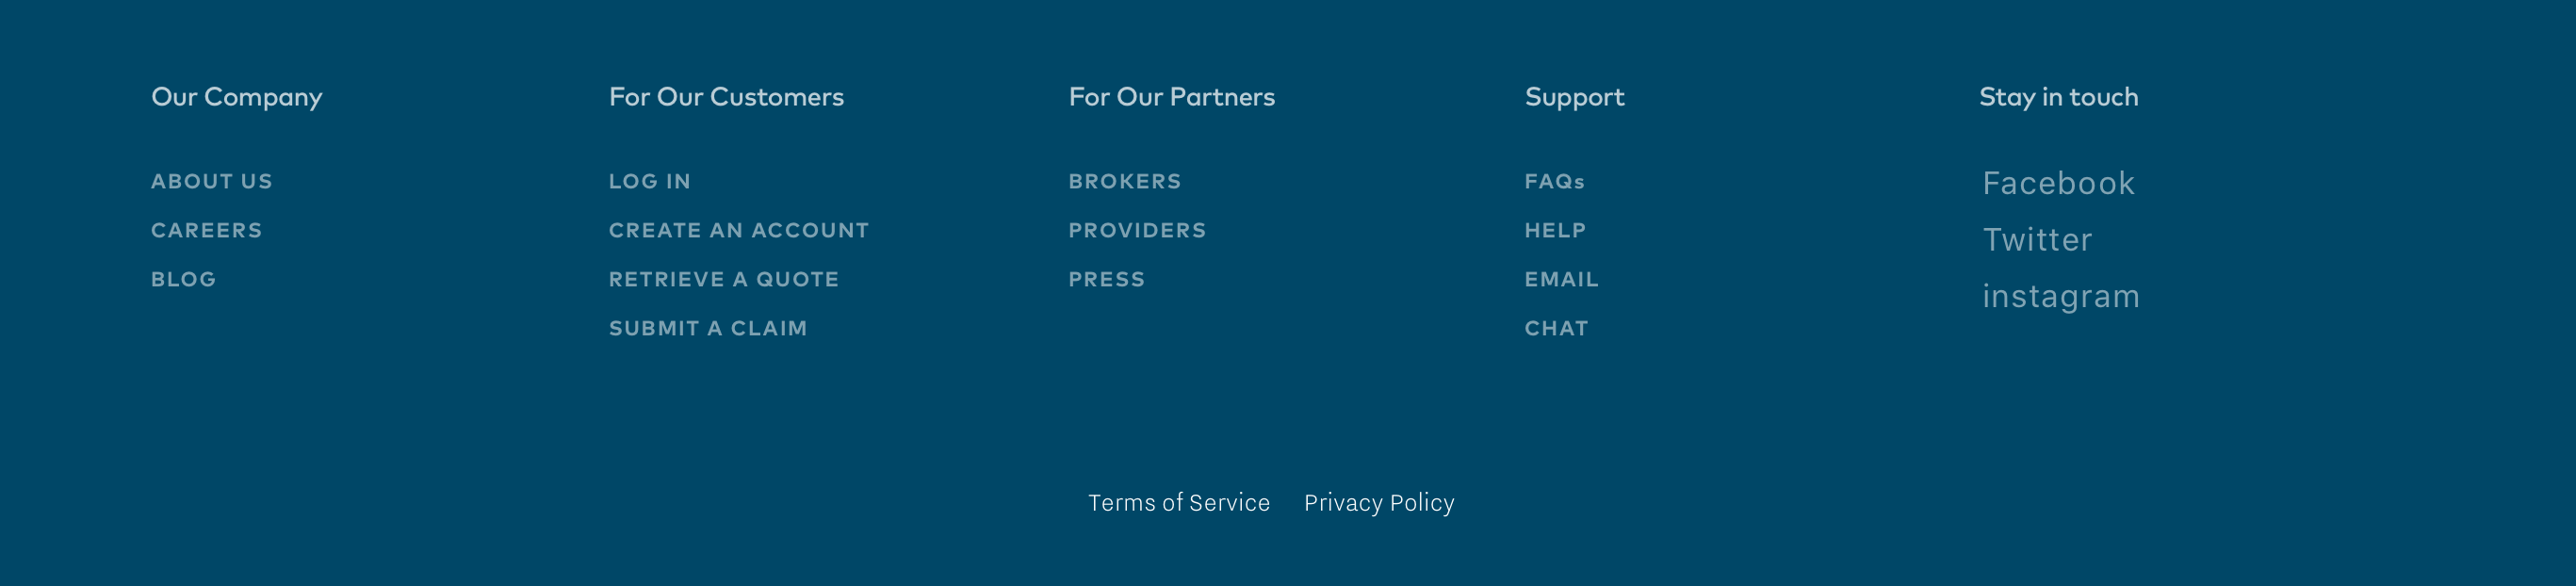 Our Company
ABOUT US
CAREERS
BLOG
For Our Customers
LOG IN
CREATE AN ACCOUNT
RETRIEVE A QUOTE
SUBMIT A CLAIM
For Our Partners
BROKERS
PROVIDERS
PRESS
Support
FAQs
HELP
EMAIL
CHAT
Stay in touch
Facebook
Twitter
instagram
Terms of Service Privacy Policy